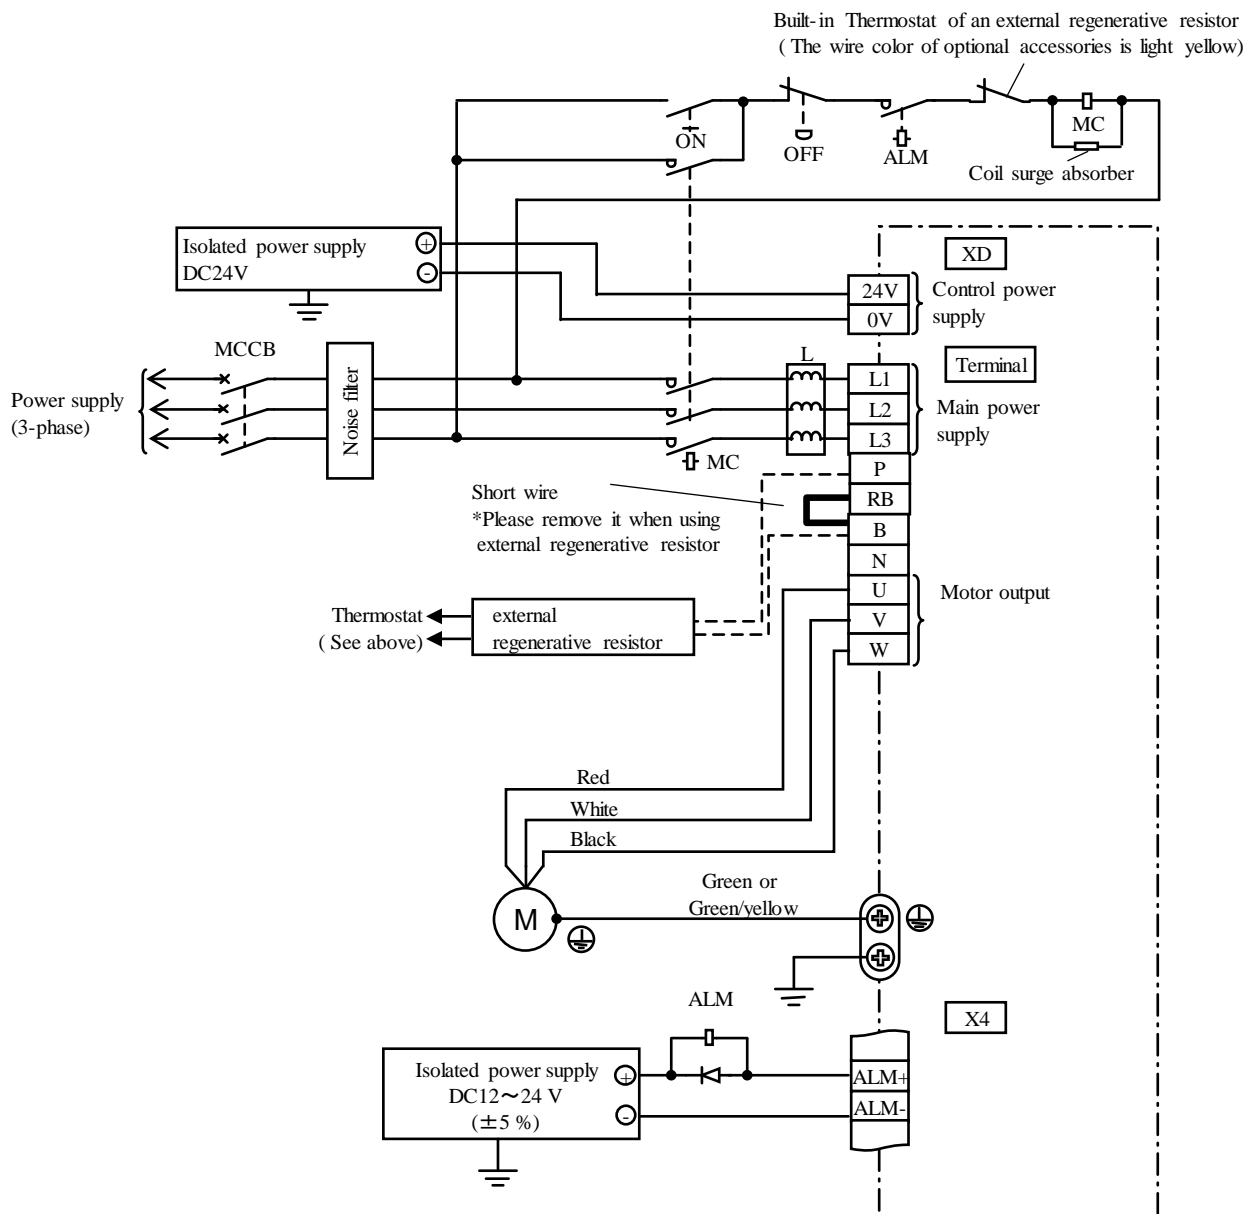 Built-in Thermostat of an external regenerative resistor
( The wire color of optional accessories is light yellow)
ON
OFF
ALM
MC
Coil surge absorber
Isolated power supply
DC24V
+
-
XD
24V
0V
Control power
supply
MCCB
Noise filter
L
Terminal
Power supply
(3-phase)
L1
L2
L3
Main power
supply
MC
P
RB
B
N
U
V
W
Short wire
*Please remove it when using
external regenerative resistor
Motor output
Thermostat
( See above)
external
regenerative resistor
Red
White
Black
M
Green or
Green/yellow
ALM
X4
Isolated power supply
DC12～24 V
(±5 %)
+
-
ALM+
ALM-